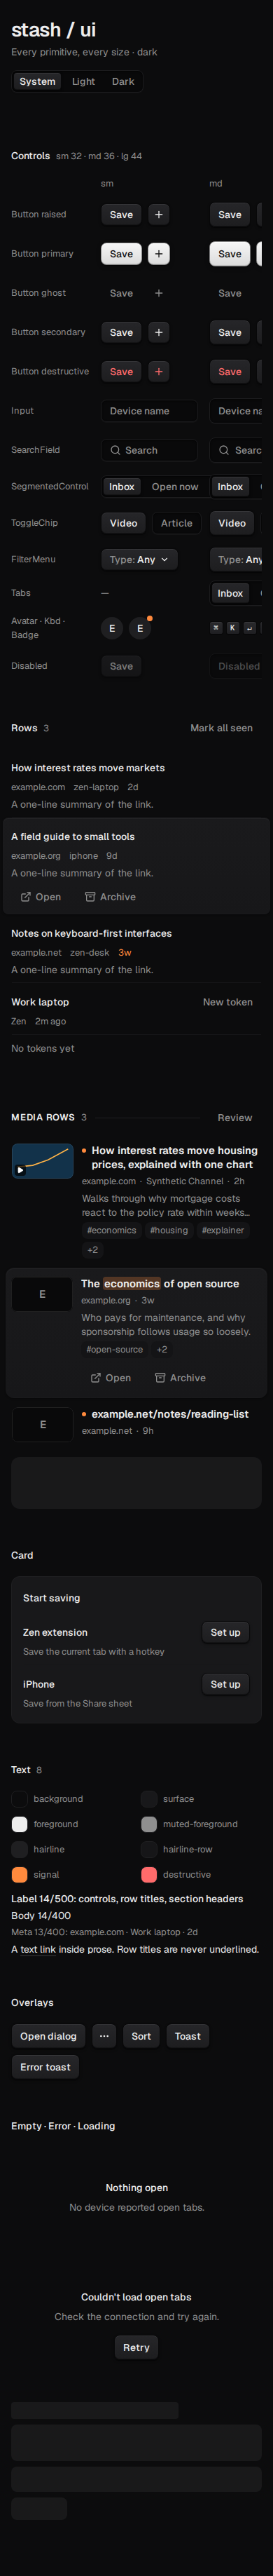 stash / ui
Every primitive, every size · dark
System Light Dark
Controls sm 32 · md 36 · lg 44
sm md
Button raised Save + Save
Button primary Save + Save
Button ghost Save + Save
Button secondary Save + Save
Button destructive Save + Save
Input Device name Device na
SearchField Search Searc
SegmentedControl Inbox Open now Inbox
ToggleChip Video Article Video
FilterMenu Type: Any Type: Any
Tabs — Inbox
Avatar · Kbd · Badge E E ⌘ K ↵
Disabled Save Disabled
Rows 3 Mark all seen
How interest rates move markets
example.com zen-laptop 2d
A one-line summary of the link.
A field guide to small tools
example.org iphone 9d
A one-line summary of the link.
Open Archive
Notes on keyboard-first interfaces
example.net zen-desk 3w
A one-line summary of the link.
Work laptop New token
Zen 2m ago
No tokens yet
MEDIA ROWS 3 Review
How interest rates move housing
prices, explained with one chart
example.com · Synthetic Channel · 2h
Walks through why mortgage costs
react to the policy rate within weeks...
#economics #housing #explainer
+2
E
The economics of open source
example.org · 3w
Who pays for maintenance, and why
sponsorship follows usage so loosely.
#open-source +2
Open Archive
E
example.net/notes/reading-list
example.net · 9h
Card
Start saving
Zen extension Set up
Save the current tab with a hotkey
iPhone Set up
Save from the Share sheet
Text 8
background surface
foreground muted-foreground
hairline hairline-row
signal destructive
Label 14/500: controls, row titles, section headers
Body 14/400
Meta 13/400: example.com · Work laptop · 2d
A text link inside prose. Row titles are never underlined.
Overlays
Open dialog ··· Sort Toast
Error toast
Empty · Error · Loading
Nothing open
No device reported open tabs.
Couldn't load open tabs
Check the connection and try again.
Retry